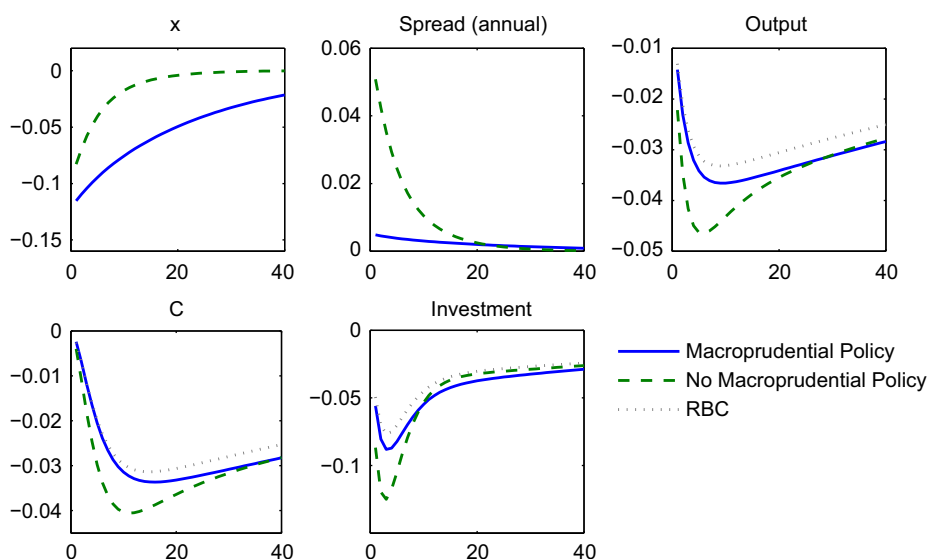 x
0
−0.05
−0.1
−0.15
0 20 40
Spread (annual)
0.06
0.04
0.02
0
0 20 40
Output
−0.01
−0.02
−0.03
−0.04
−0.05
0 20 40
C
0
−0.01
−0.02
−0.03
−0.04
0 20 40
Investment
0
−0.05
−0.1
0 20 40
Macroprudential Policy
No Macroprudential Policy
RBC